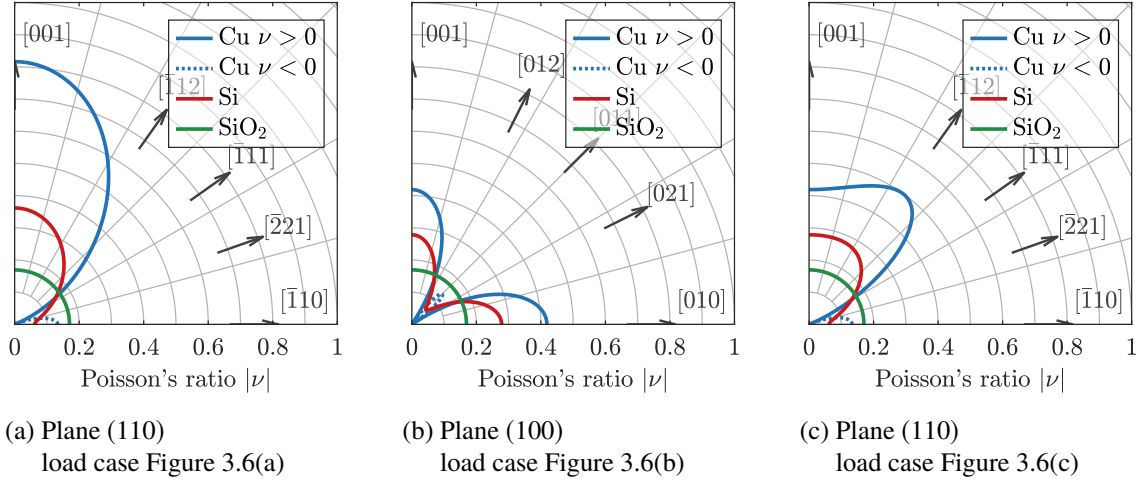 [001]
Cu ν > 0
Cu ν < 0
Si
SiO₂
[1̅12]
[1̅11]
[2̅21]
[1̅10]
0 0.2 0.4 0.6 0.8 1
Poisson's ratio |ν|
(a) Plane (110)
load case Figure 3.6(a)
[001]
Cu ν > 0
Cu ν < 0
Si
SiO₂
[012]
[011]
[021]
[010]
0 0.2 0.4 0.6 0.8 1
Poisson's ratio |ν|
(b) Plane (100)
load case Figure 3.6(b)
[001]
Cu ν > 0
Cu ν < 0
Si
SiO₂
[1̅12]
[1̅11]
[2̅21]
[1̅10]
0 0.2 0.4 0.6 0.8 1
Poisson's ratio |ν|
(c) Plane (110)
load case Figure 3.6(c)